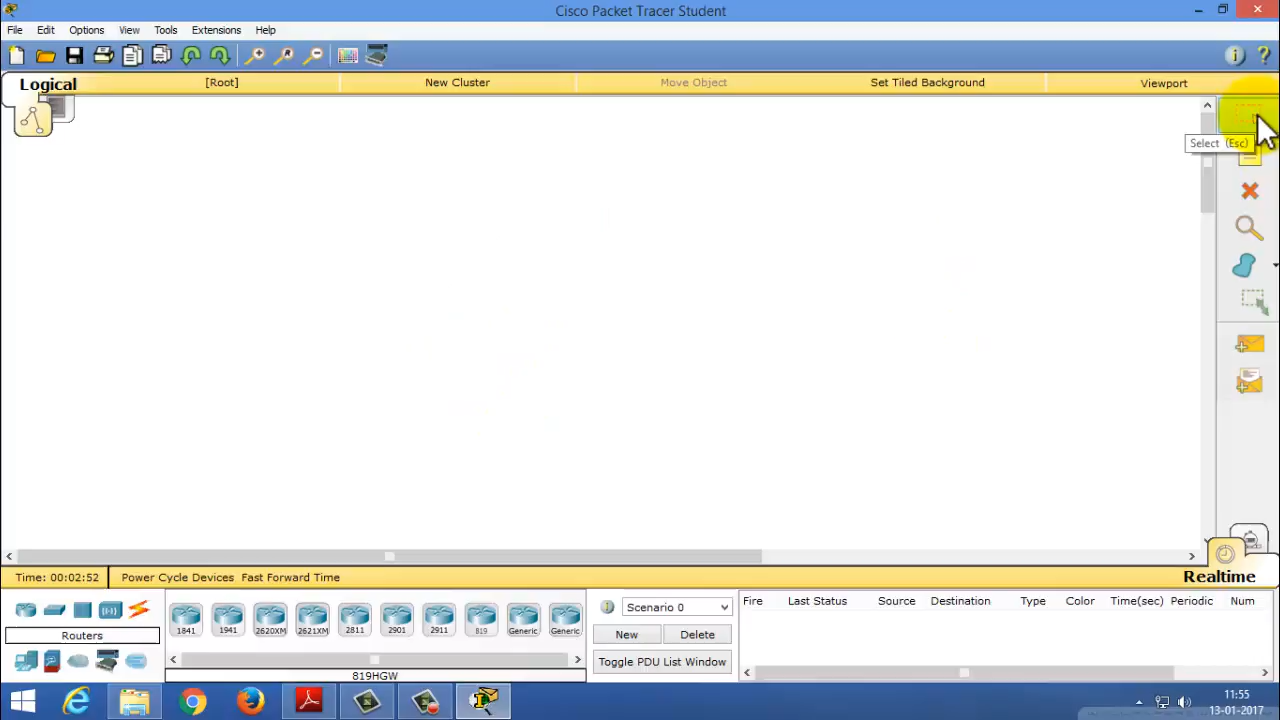 Cisco Packet Tracer Student
File Edit Options View Tools Extensions Help
Logical [Root] New Cluster Move Object Set Tiled Background Viewport
Select (Esc)
Time: 00:02:52 Power Cycle Devices Fast Forward Time Realtime
Scenario 0 Fire Last Status Source Destination Type Color Time(sec) Periodic Num
1841 1941 2620XM 2621XM 2811 2901 2911 819 Generic Generic
Routers New Delete
Toggle PDU List Window
819HGW
11:55
13-01-2017